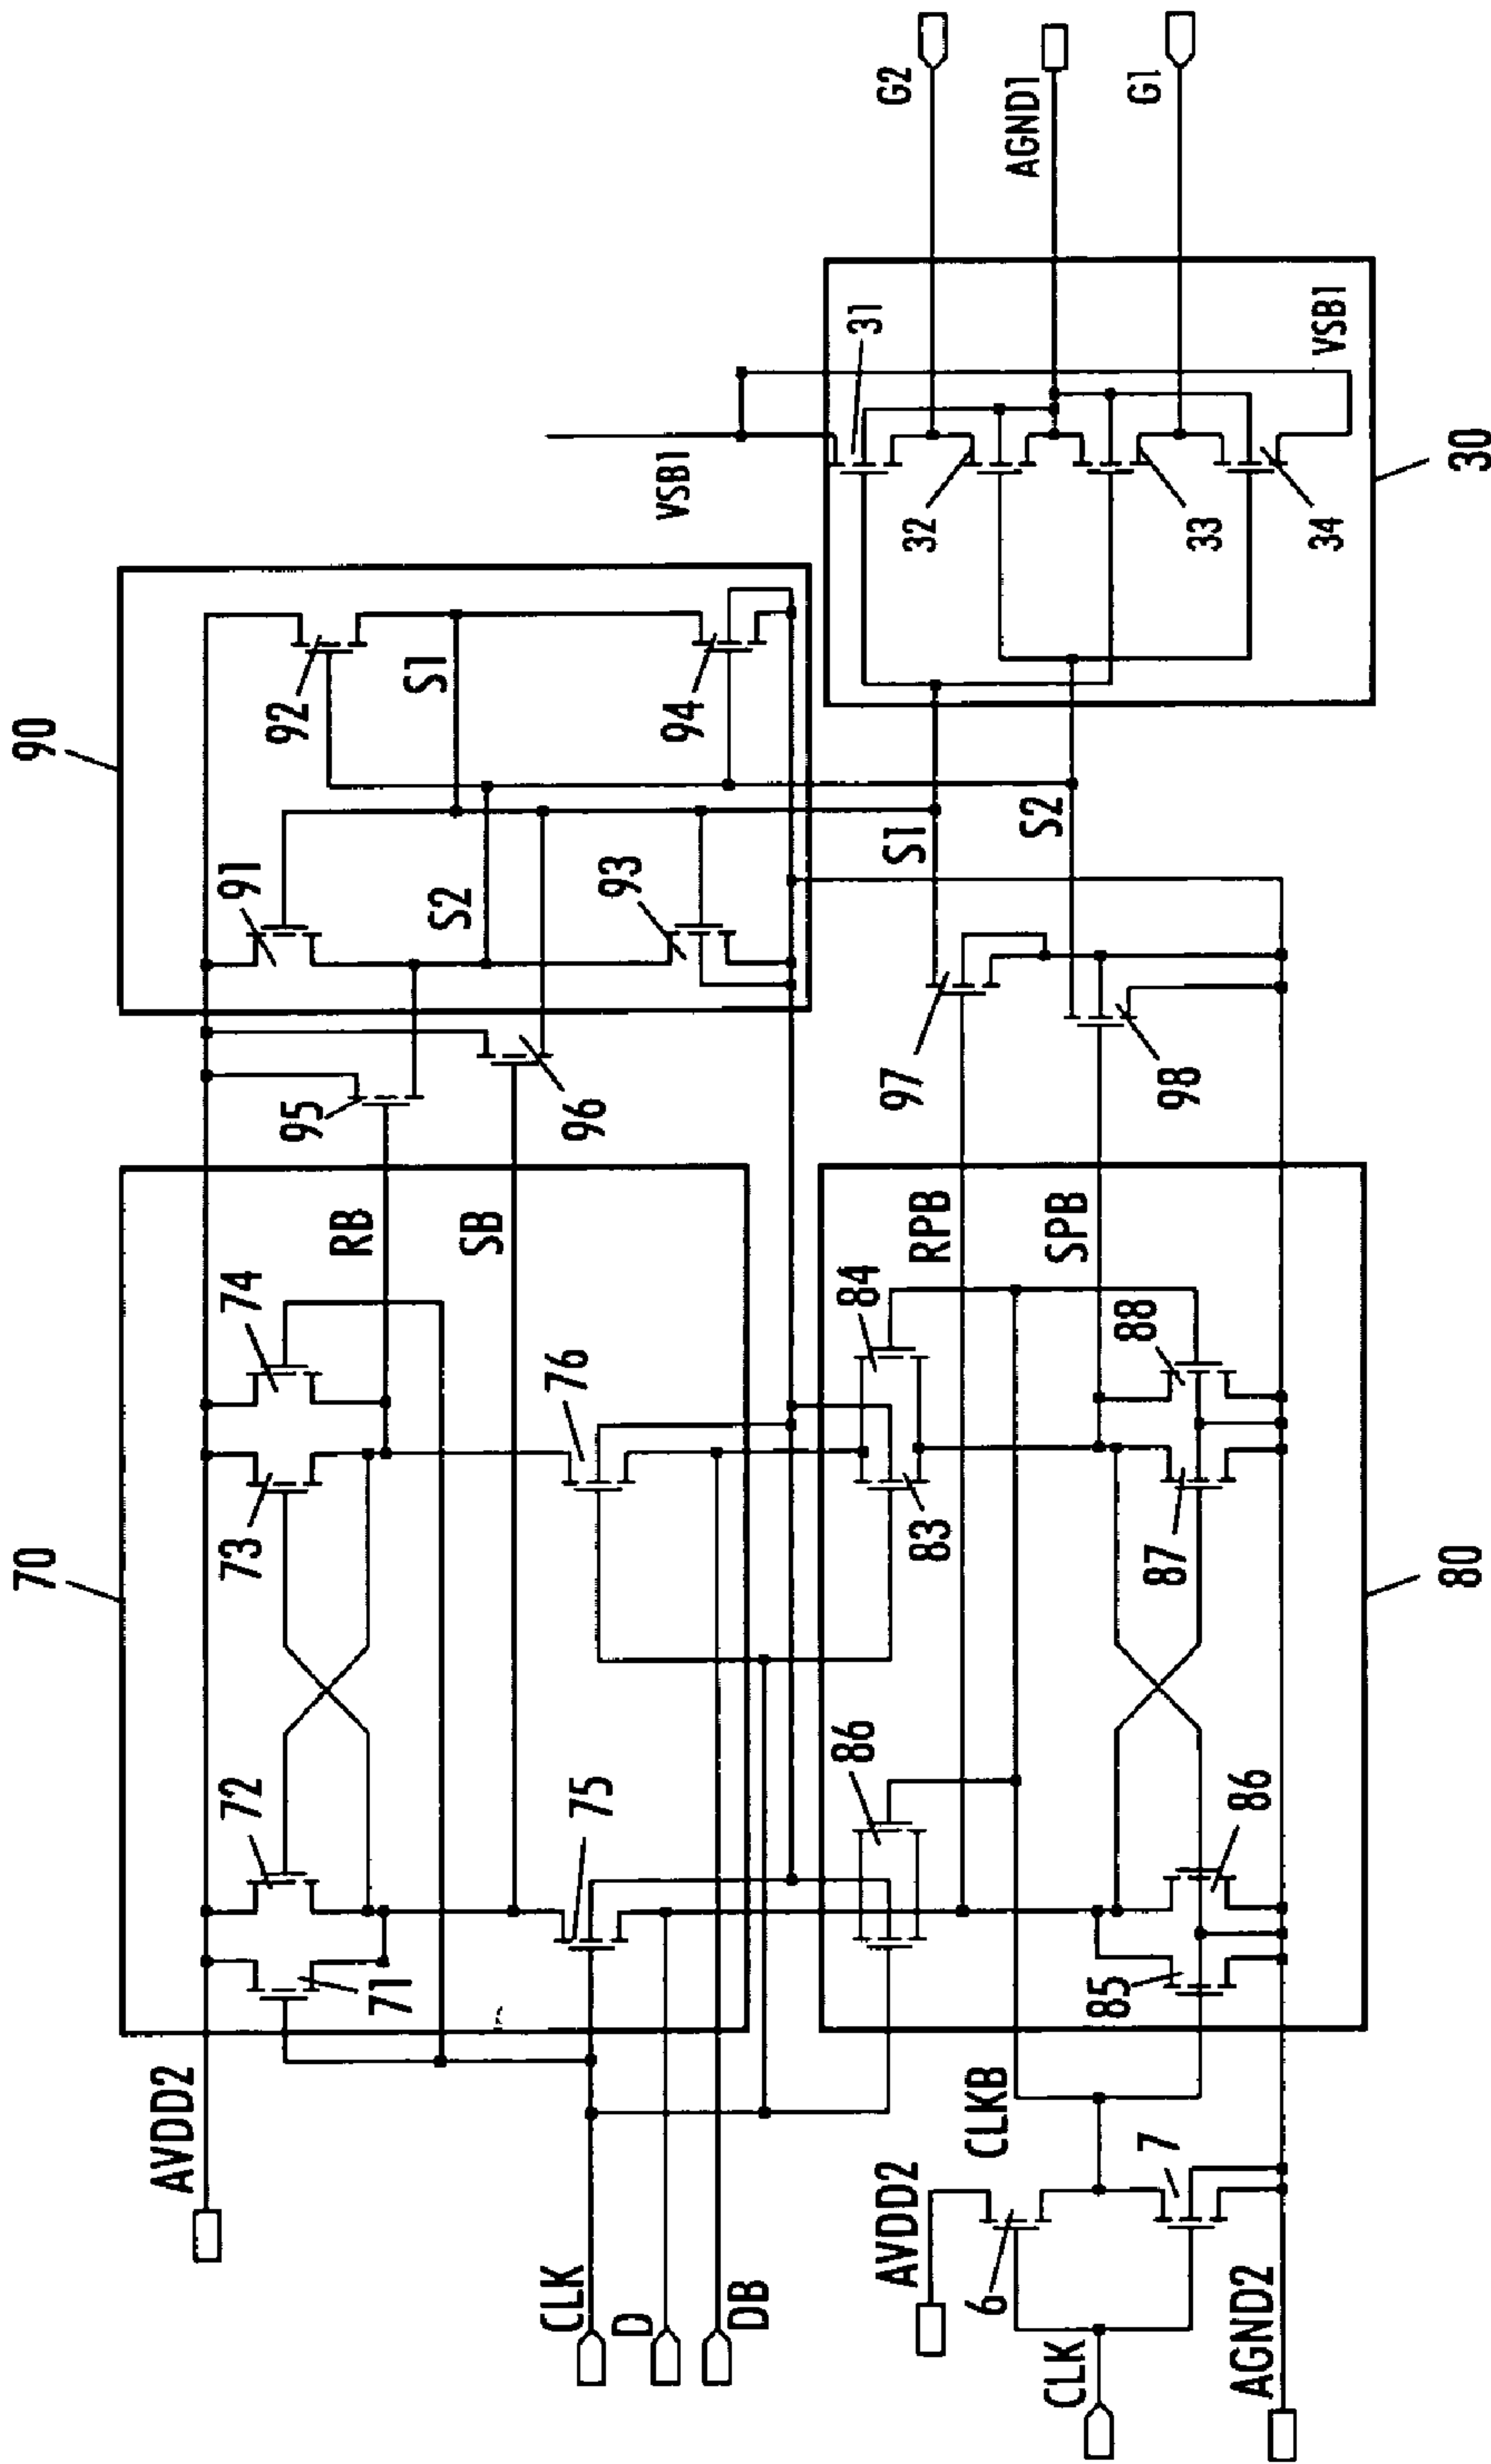 90
70
AVDD2
71
72
73
74
RB
SB
75
76
95
96
91
92
S1
S2
93
94
CLK
D
DB
VSB1
G2
AGND1
G1
31
32
33
34
VSB1
30
S1
S2
97
98
RPB
SPB
86
84
83
85
86
87
88
80
CLKB
AVDD2
6
7
CLK
AGND2